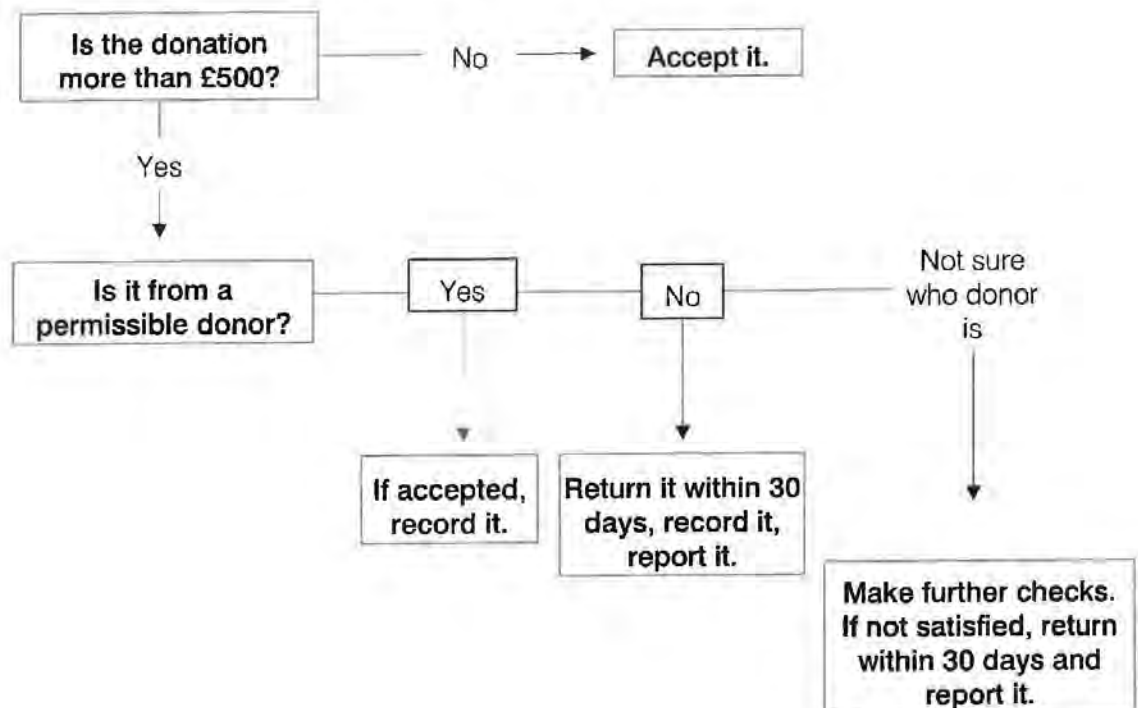 Is the donation
more than £500?
No
Accept it.
Yes
Is it from a
permissible donor?
Yes
No
Not sure
who donor
is
If accepted,
record it.
Return it within 30
days, record it,
report it.
Make further checks.
If not satisfied, return
within 30 days and
report it.